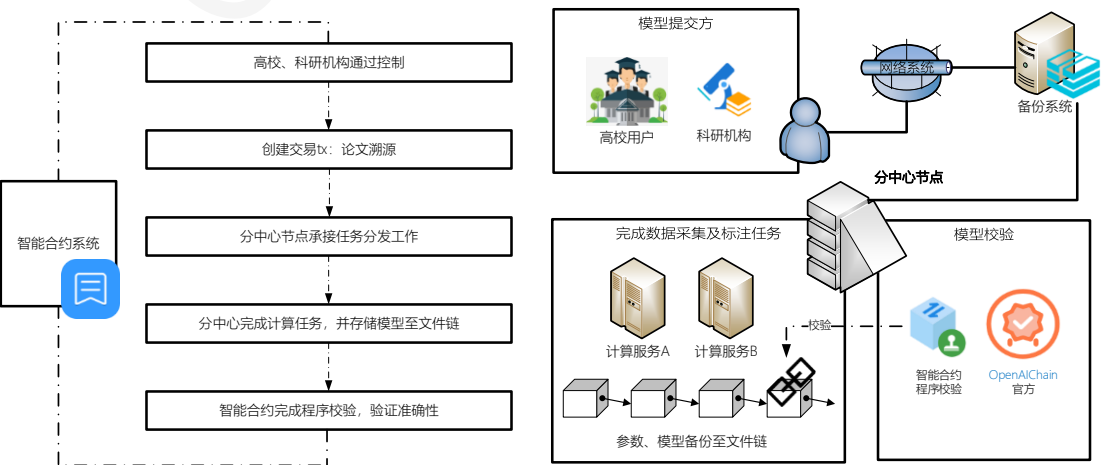 高校、科研机构通过控制
创建交易tx：论文溯源
分中心节点承接任务分发工作
分中心完成计算任务，并存储模型至文件链
智能合约完成程序校验，验证准确性
智能合约系统
模型提交方
高校用户
科研机构
网络系统
备份系统
分中心节点
完成数据采集及标注任务
计算服务A
计算服务B
校验
参数、模型备份至文件链
模型校验
智能合约
程序校验
OpenAIChain
官方